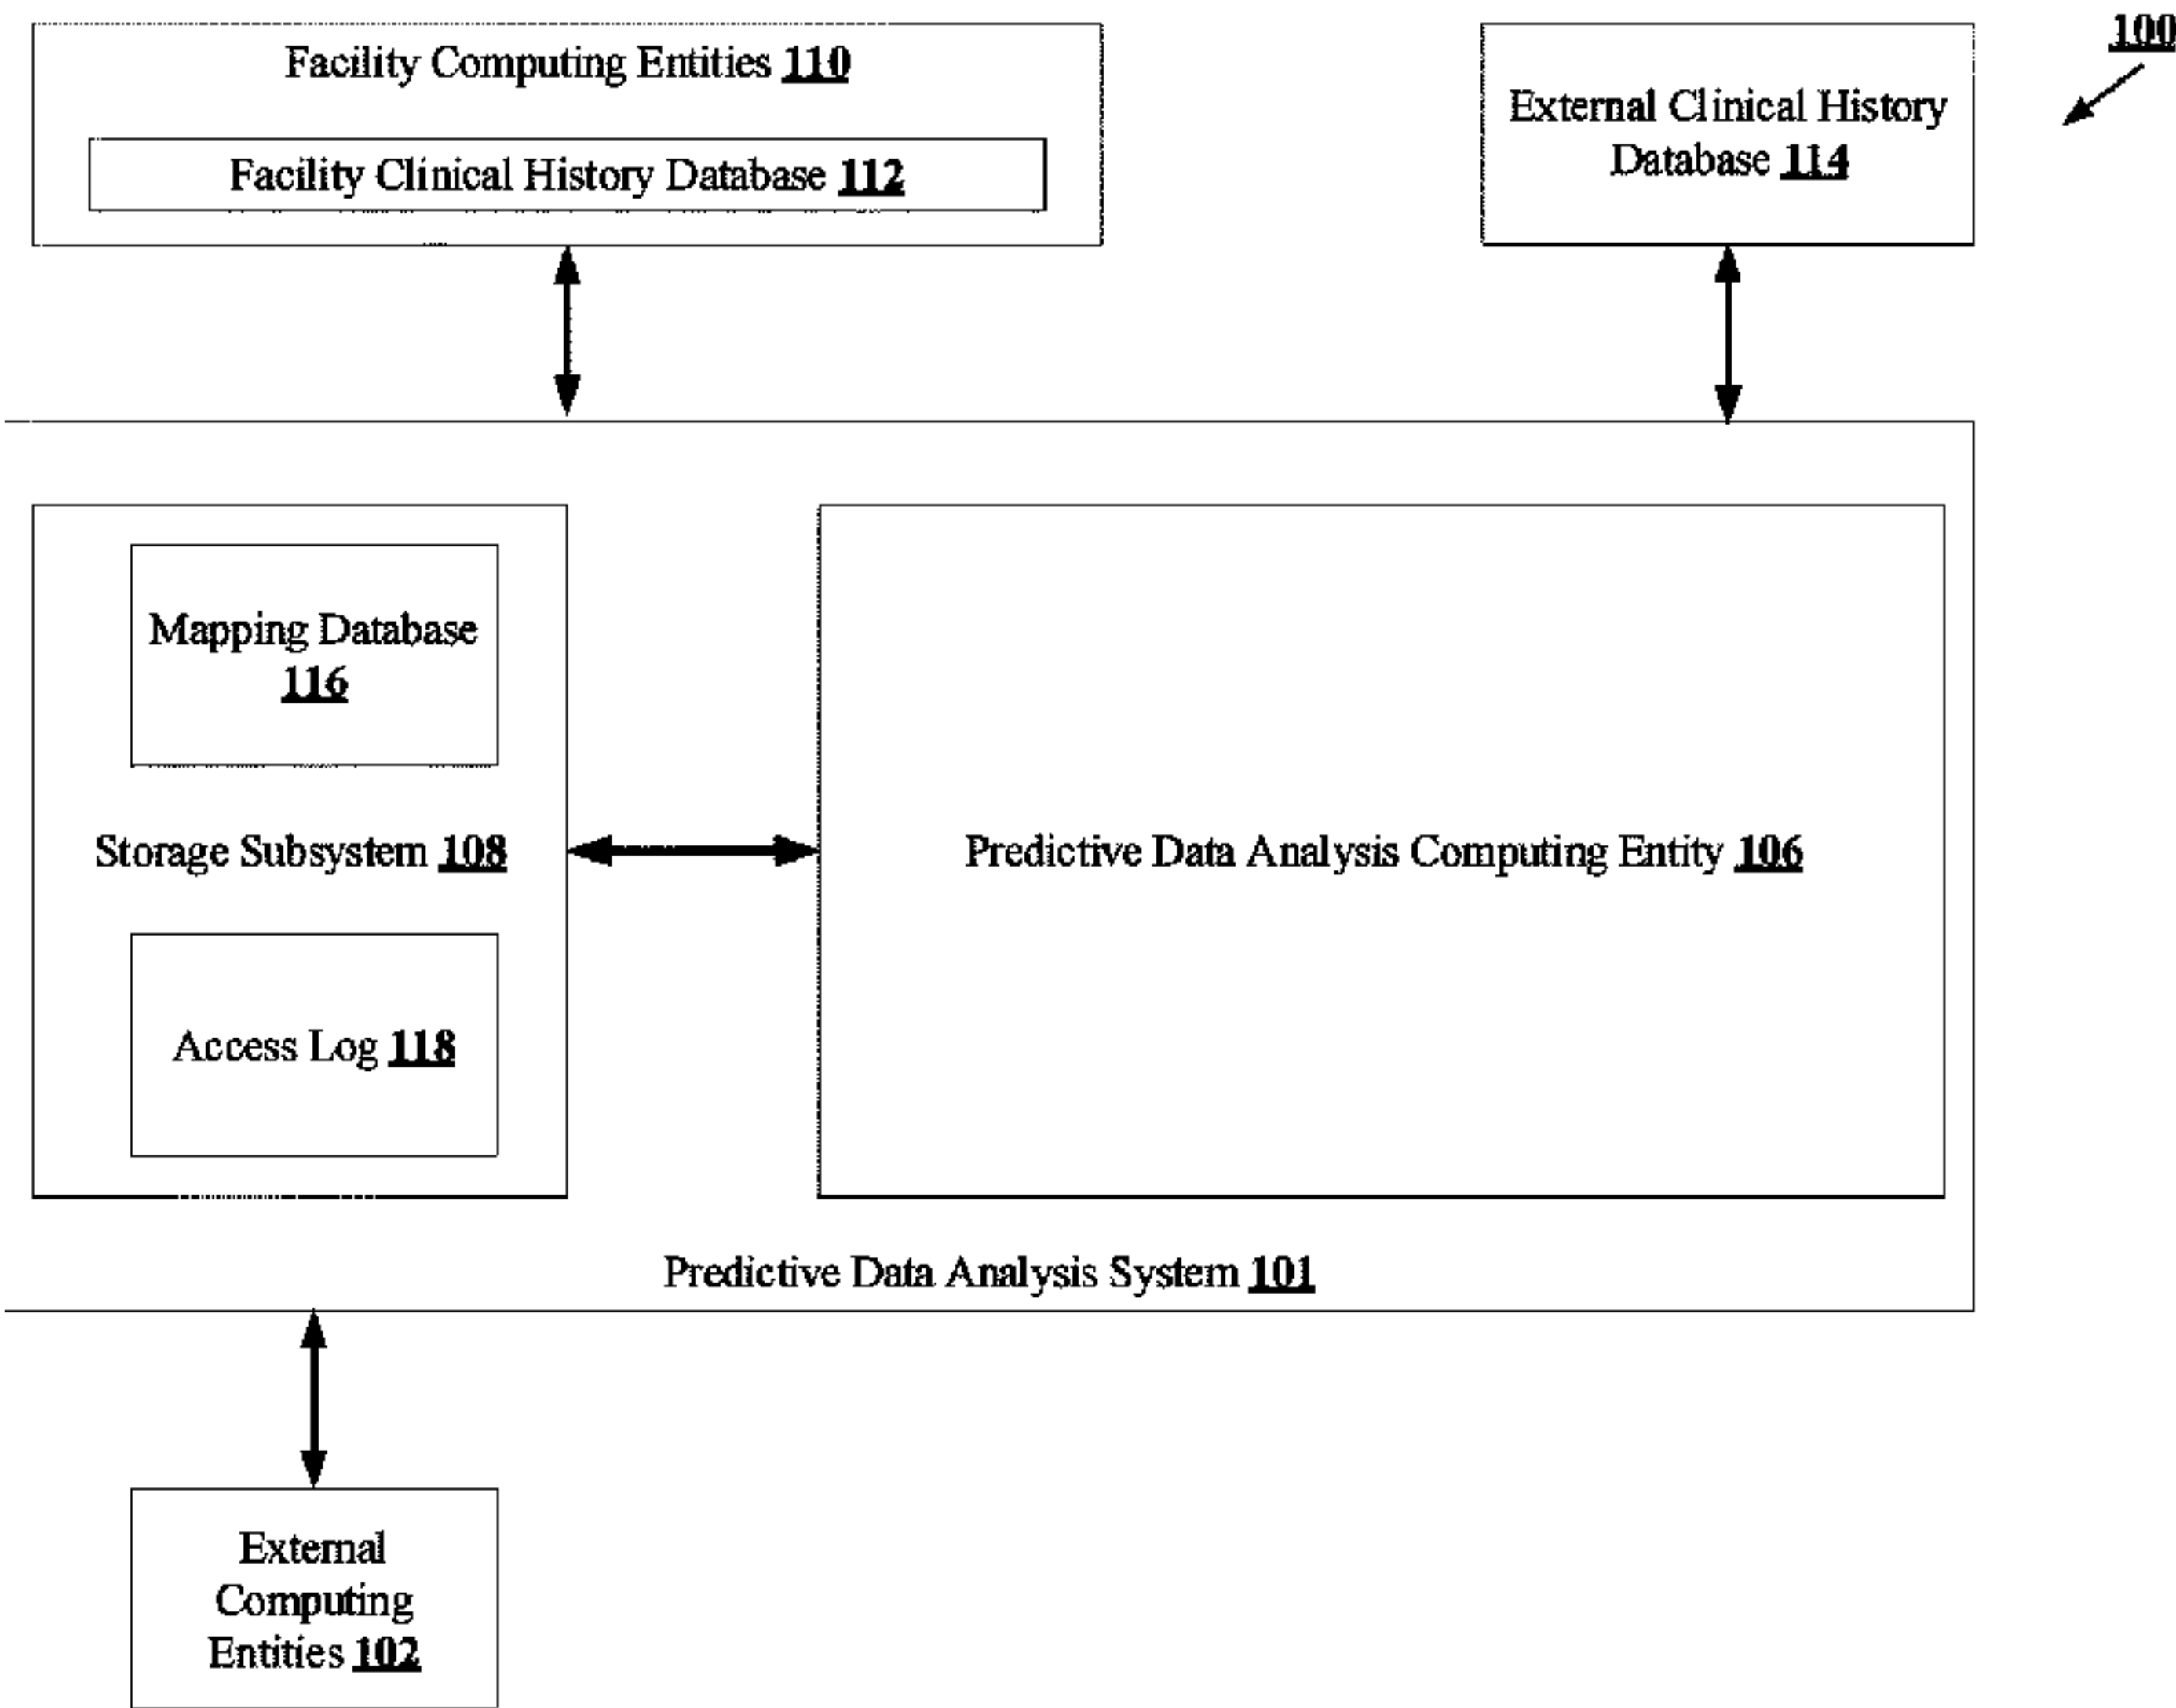 100
Facility Computing Entities 110
Facility Clinical History Database 112
External Clinical History
Database 114
Mapping Database
116
Storage Subsystem 108
Access Log 118
Predictive Data Analysis Computing Entity 106
Predictive Data Analysis System 101
External
Computing
Entities 102